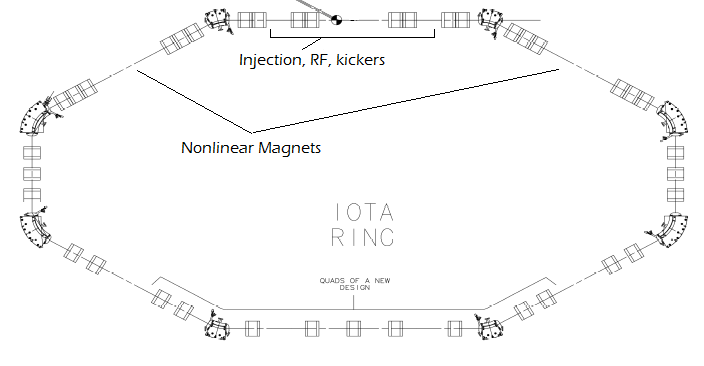 Injection, RF, kickers
Nonlinear Magnets
IOTA
RING
QUADS OF A NEW
DESIGN